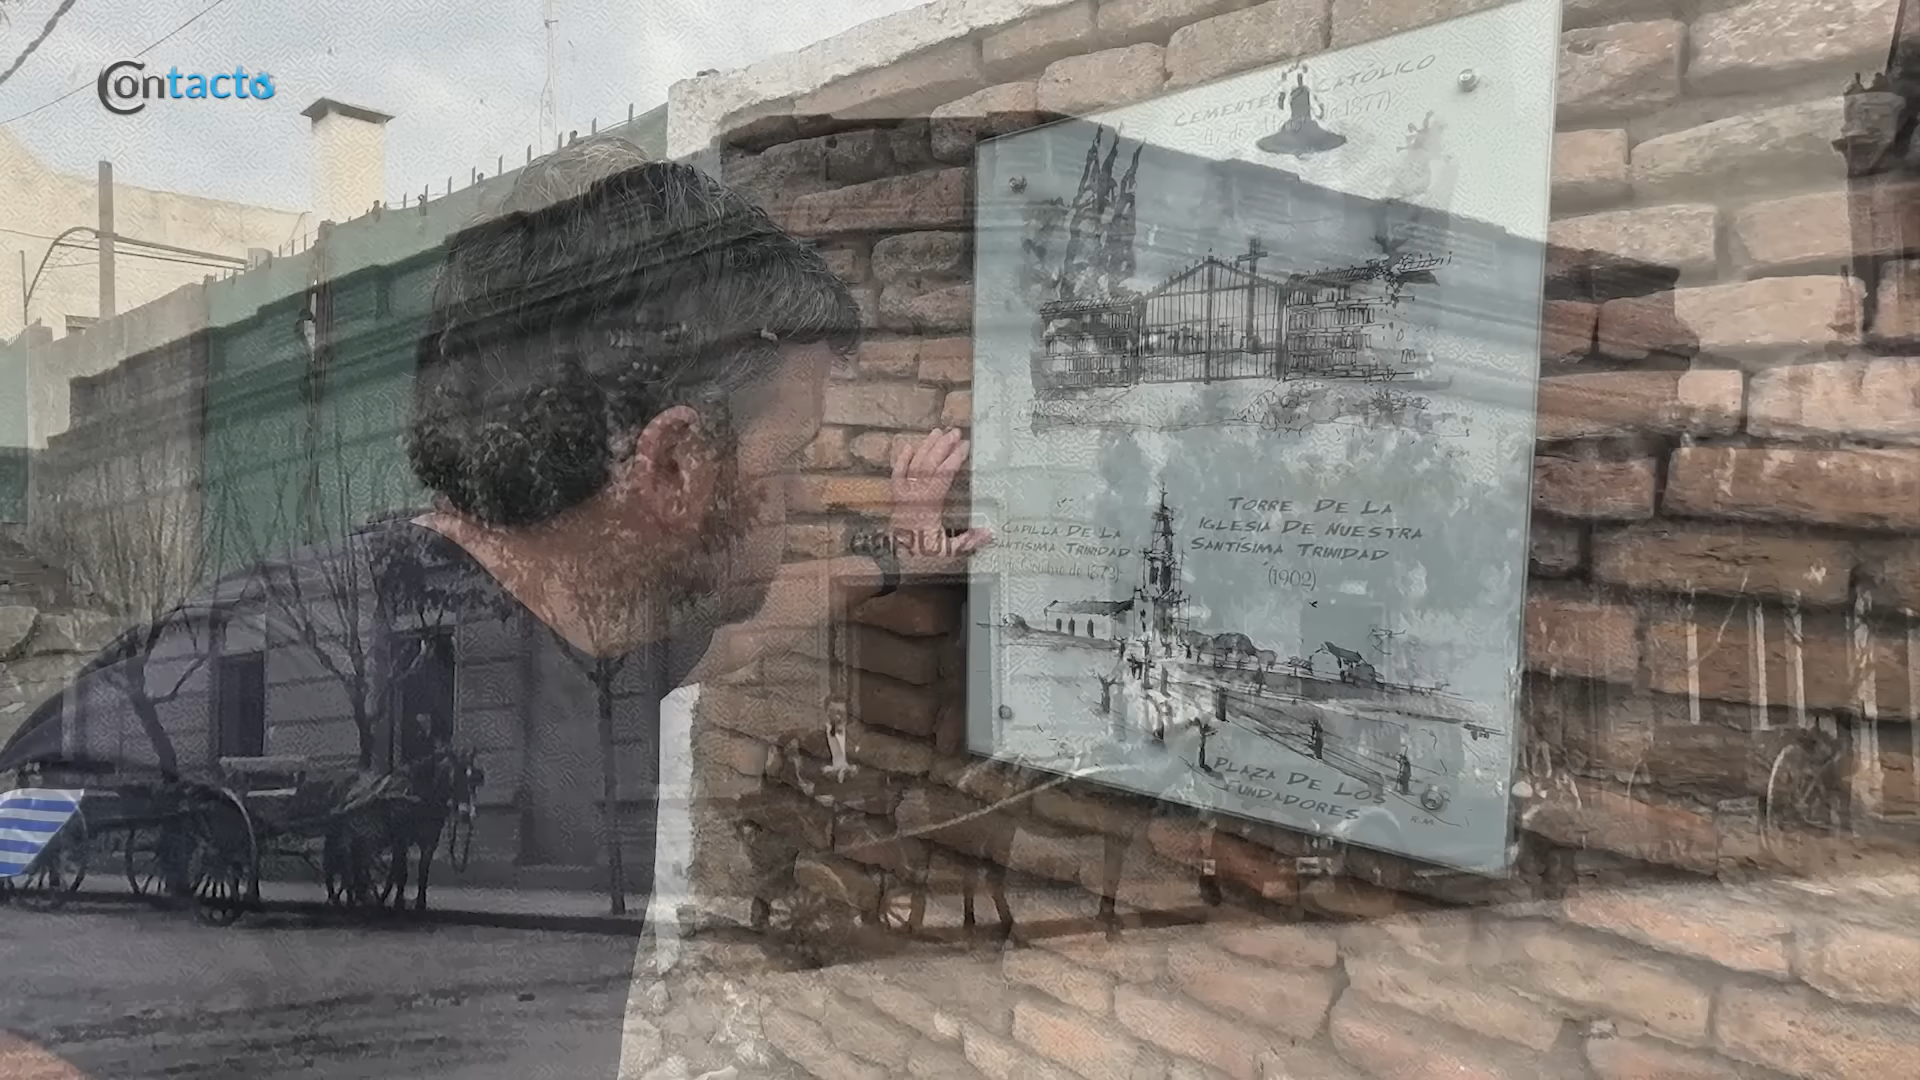 Contacto
CEMENTERIO CATÓLICO
CAPILLA DE LA
SANTÍSIMA TRINIDAD
TORRE DE LA
IGLESIA DE NUESTRA
SANTÍSIMA TRINIDAD
(1902)
PLAZA DE LOS
FUNDADORES
R.M.